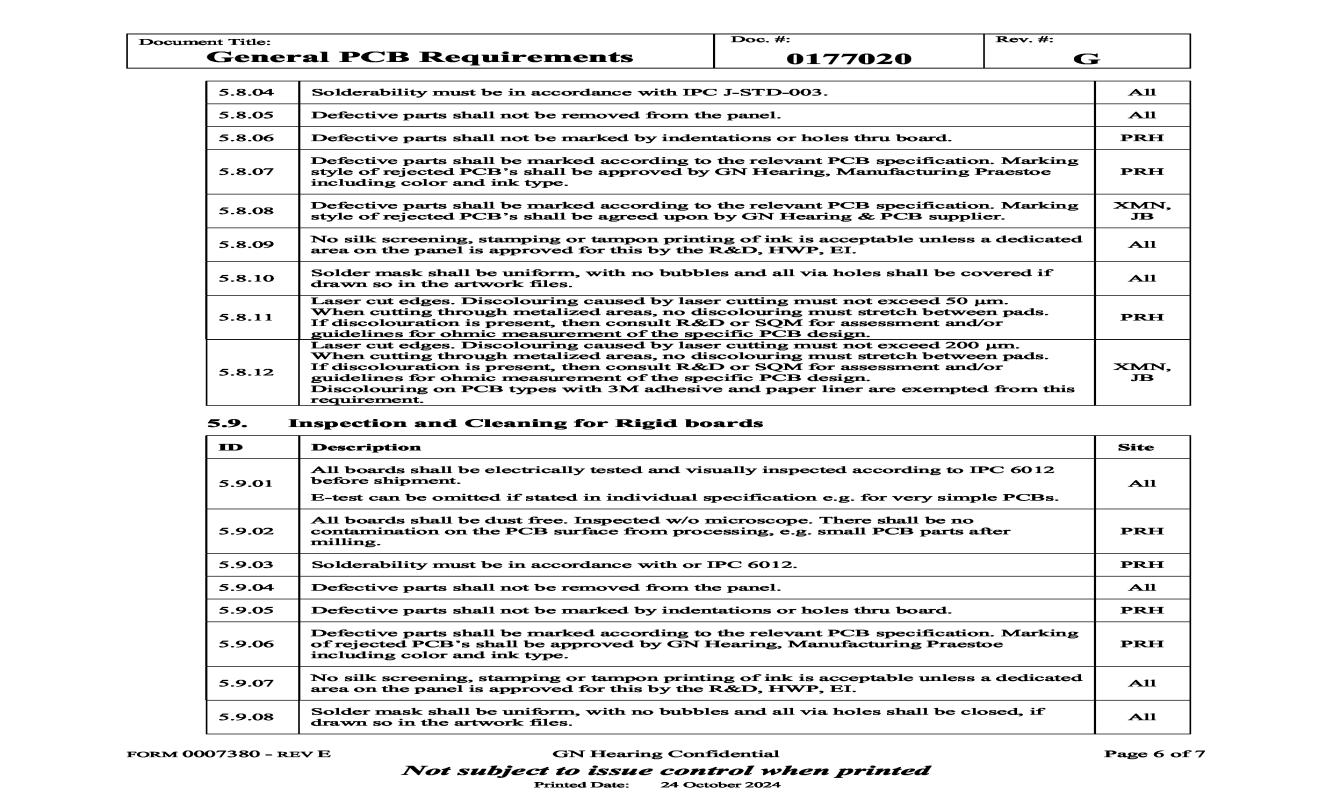 Document Title:
General PCB Requirements
Doc. #:
0177020
Rev. #:
G
5.8.04 Solderability must be in accordance with IPC J-STD-003. All
5.8.05 Defective parts shall not be removed from the panel. All
5.8.06 Defective parts shall not be marked by indentations or holes thru board. PRH
5.8.07 Defective parts shall be marked according to the relevant PCB specification. Marking
style of rejected PCB's shall be approved by GN Hearing, Manufacturing Praestoe
including color and ink type. PRH
5.8.08 Defective parts shall be marked according to the relevant PCB specification. Marking
style of rejected PCB's shall be agreed upon by GN Hearing & PCB supplier. XMN,
JB
5.8.09 No silk screening, stamping or tampon printing of ink is acceptable unless a dedicated
area on the panel is approved for this by the R&D, HWP, EI. All
5.8.10 Solder mask shall be uniform, with no bubbles and all via holes shall be covered if
drawn so in the artwork files. All
5.8.11 Laser cut edges. Discolouring caused by laser cutting must not exceed 50 µm.
When cutting through metalized areas, no discolouring must stretch between pads.
If discolouration is present, then consult R&D or SQM for assessment and/or
guidelines for ohmic measurement of the specific PCB design. PRH
5.8.12 Laser cut edges. Discolouring caused by laser cutting must not exceed 200 µm.
When cutting through metalized areas, no discolouring must stretch between pads.
If discolouration is present, then consult R&D or SQM for assessment and/or
guidelines for ohmic measurement of the specific PCB design.
Discolouring on PCB types with 3M adhesive and paper liner are exempted from this
requirement. XMN,
JB
5.9. Inspection and Cleaning for Rigid boards
ID Description Site
5.9.01 All boards shall be electrically tested and visually inspected according to IPC 6012
before shipment.
E-test can be omitted if stated in individual specification e.g. for very simple PCBs. All
5.9.02 All boards shall be dust free. Inspected w/o microscope. There shall be no
contamination on the PCB surface from processing, e.g. small PCB parts after
milling. PRH
5.9.03 Solderability must be in accordance with or IPC 6012. PRH
5.9.04 Defective parts shall not be removed from the panel. All
5.9.05 Defective parts shall not be marked by indentations or holes thru board. PRH
5.9.06 Defective parts shall be marked according to the relevant PCB specification. Marking
of rejected PCB's shall be approved by GN Hearing, Manufacturing Praestoe
including color and ink type. PRH
5.9.07 No silk screening, stamping or tampon printing of ink is acceptable unless a dedicated
area on the panel is approved for this by the R&D, HWP, EI. All
5.9.08 Solder mask shall be uniform, with no bubbles and all via holes shall be closed, if
drawn so in the artwork files. All
FORM 0007380 - REV E GN Hearing Confidential Page 6 of 7
Not subject to issue control when printed
Printed Date: 24 October 2024